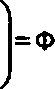 ) = Φ